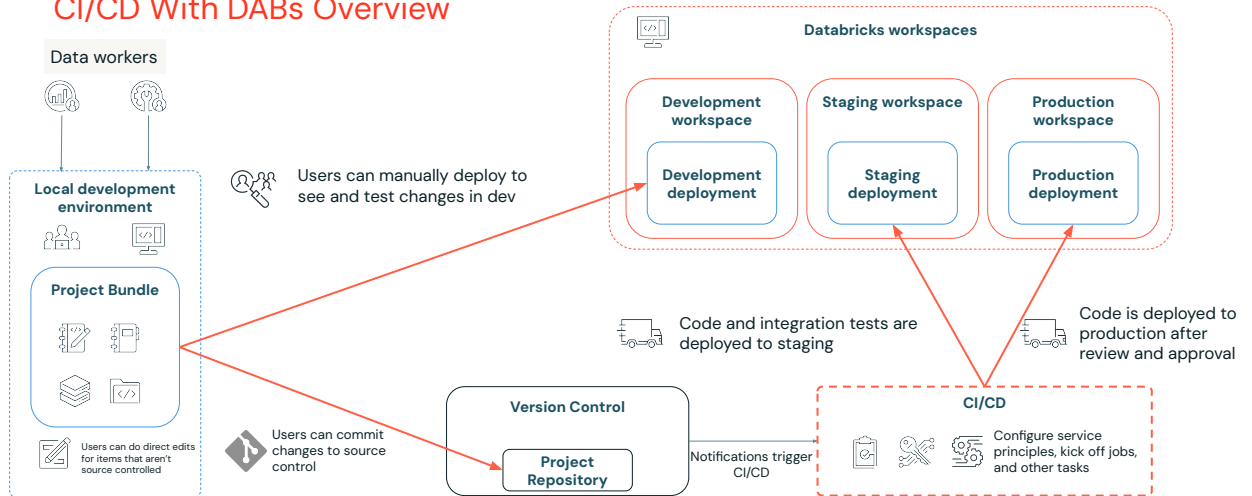 CI/CD With DABs Overview
Data workers
Local development
environment
Project Bundle
Users can do direct edits
for items that aren't
source controlled
Users can manually deploy to
see and test changes in dev
Users can commit
changes to source
control
Version Control
Project
Repository
Notifications trigger
CI/CD
Databricks workspaces
Development
workspace
Development
deployment
Staging workspace
Staging
deployment
Production
workspace
Production
deployment
Code and integration tests are
deployed to staging
Code is deployed to
production after
review and approval
CI/CD
Configure service
principles, kick off jobs,
and other tasks